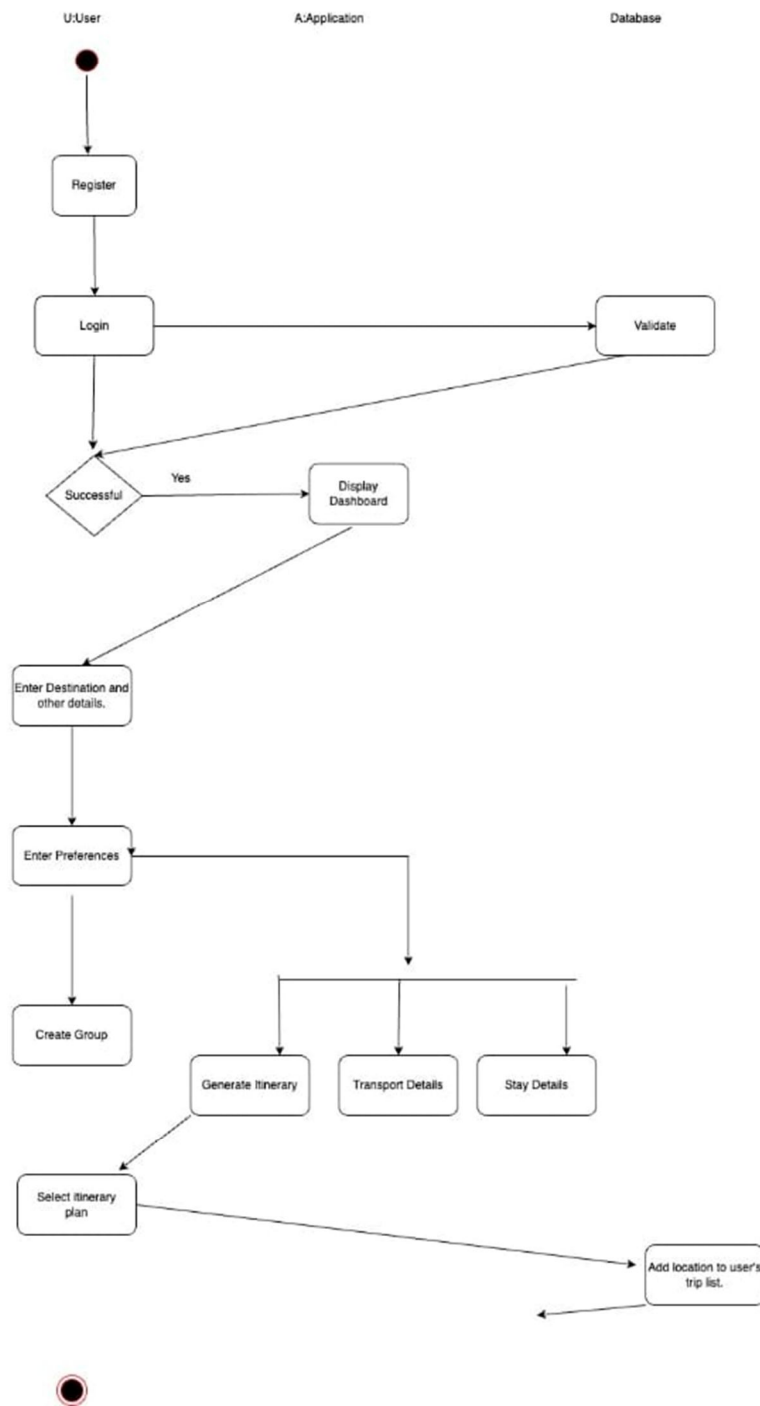 U:User
A:Application
Database
Register
Login
Validate
Successful
Yes
Display
Dashboard
Enter Destination and
other details.
Enter Preferences
Create Group
Generate Itinerary
Transport Details
Stay Details
Select itinerary
plan
Add location to user's
trip list.